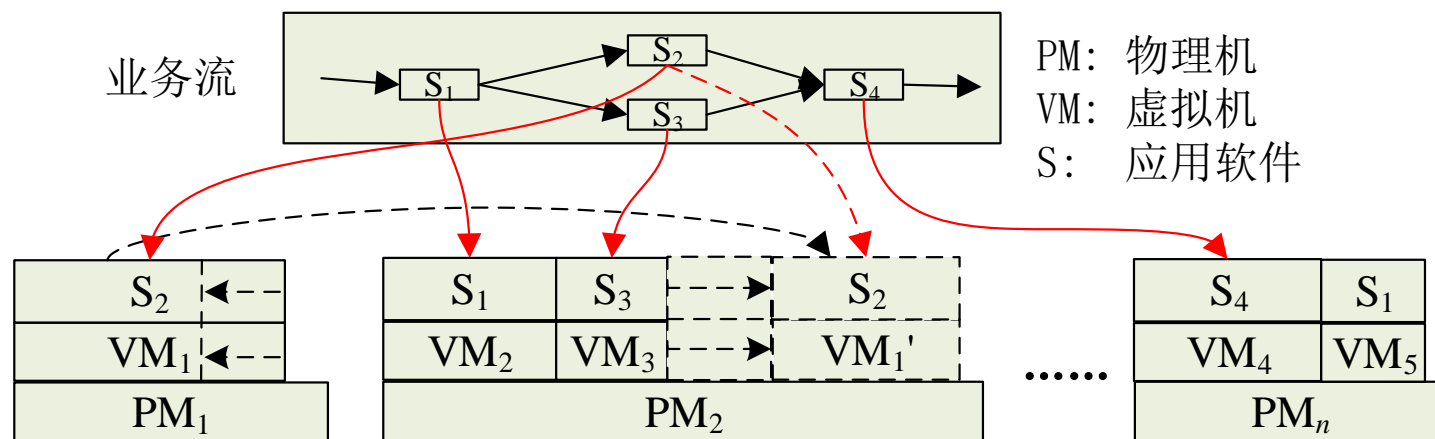 业务流
S₁
S₂
S₃
S₄
PM: 物理机
VM: 虚拟机
S: 应用软件
S₂
VM₁
PM₁
S₁ S₃ S₂
VM₂ VM₃ VM₁'
PM₂
……
S₄ S₁
VM₄ VM₅
PMₙ